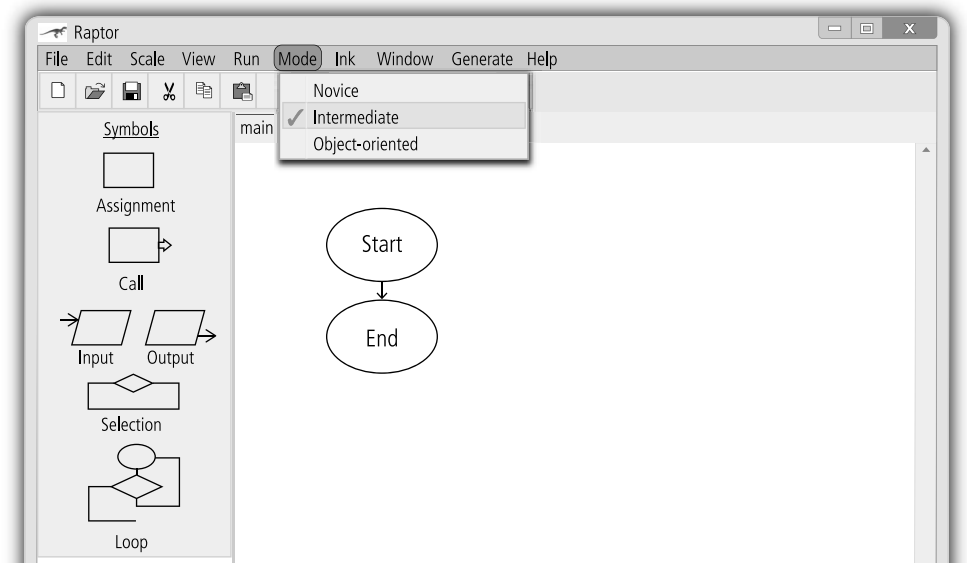 Raptor
File Edit Scale View Run Mode Ink Window Generate Help
Novice
Intermediate
Object-oriented
Symbols
main
Assignment
Call
Input Output
Selection
Loop
Start
End